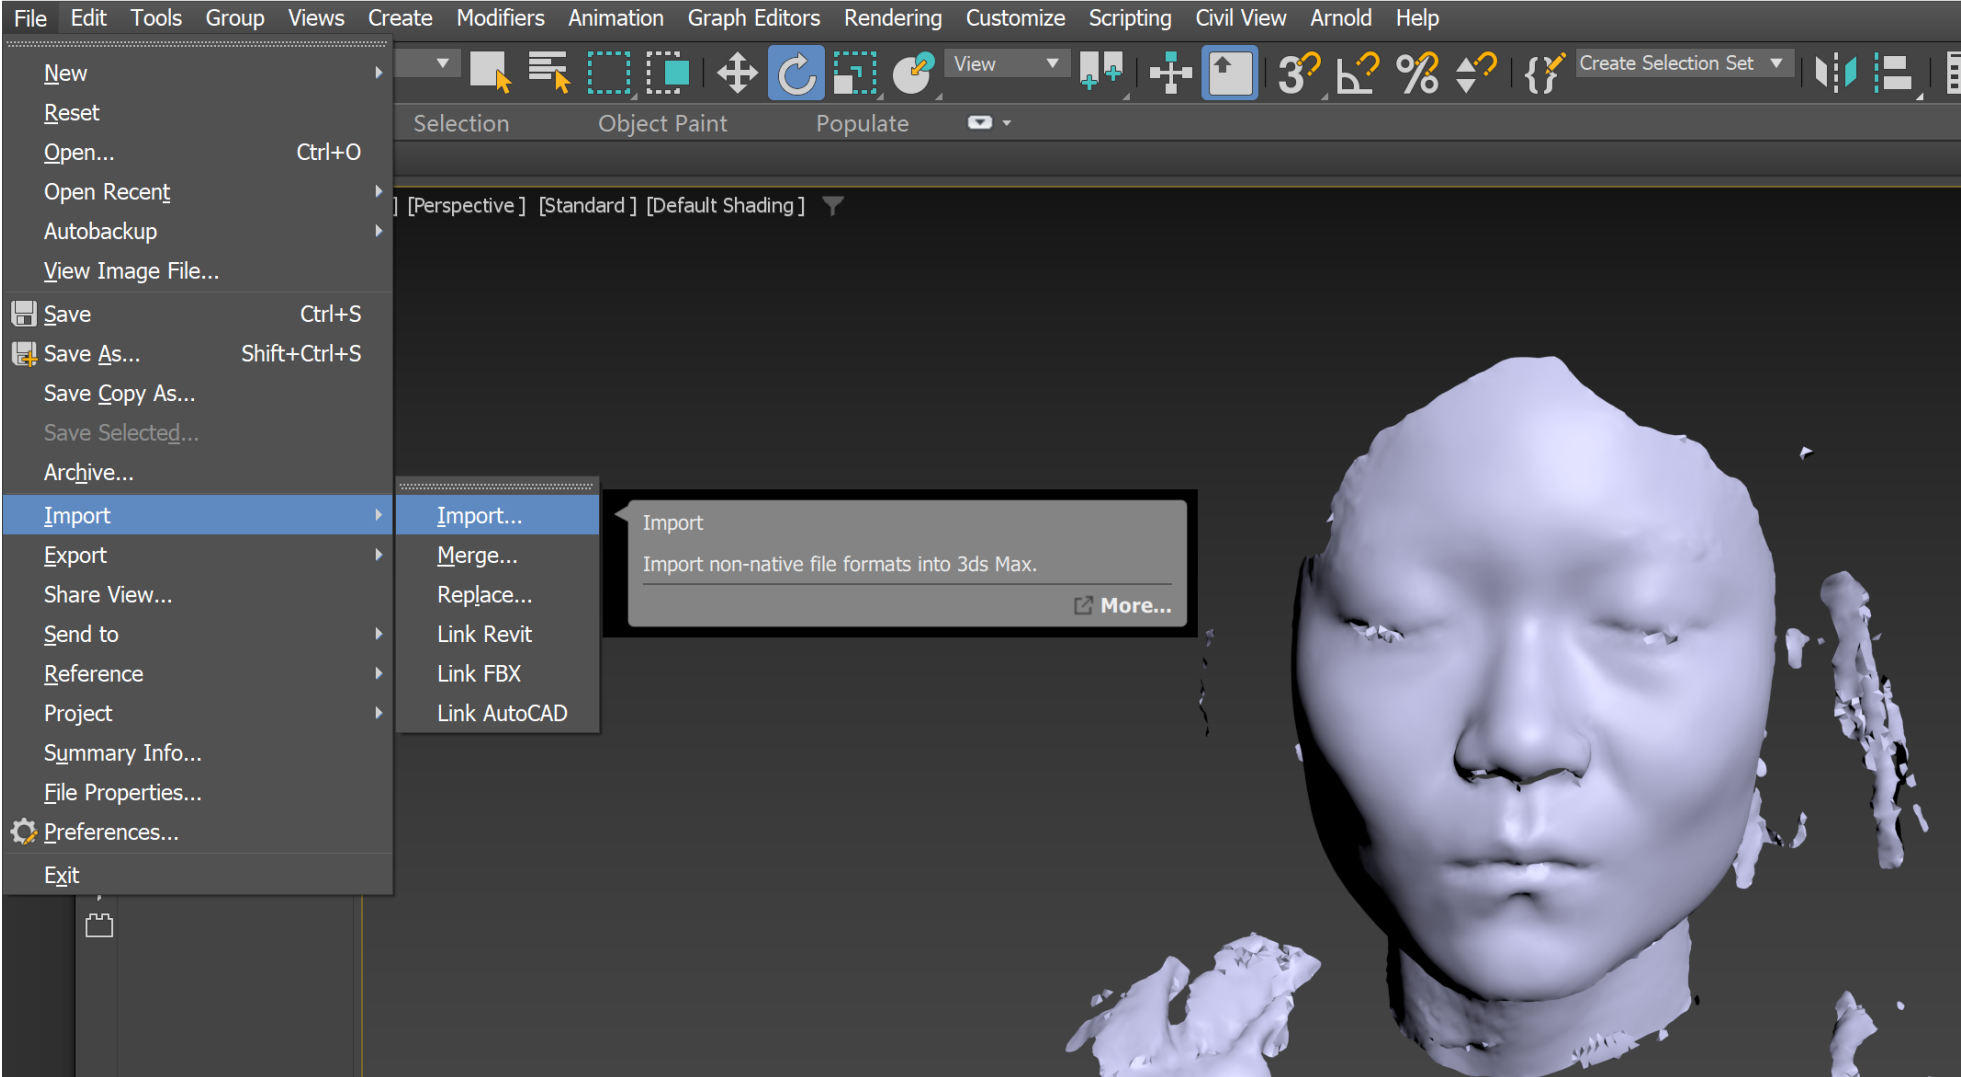 File Edit Tools Group Views Create Modifiers Animation Graph Editors Rendering Customize Scripting Civil View Arnold Help
View
3
Create Selection Set
Selection Object Paint Populate
] [Perspective ] [Standard ] [Default Shading ]
New
Reset
Open... Ctrl+O
Open Recent
Autobackup
View Image File...
Save Ctrl+S
Save As... Shift+Ctrl+S
Save Copy As...
Save Selected...
Archive...
Import
Export
Share View...
Send to
Reference
Project
Summary Info...
File Properties...
Preferences...
Exit
Import...
Merge...
Replace...
Link Revit
Link FBX
Link AutoCAD
Import
Import non-native file formats into 3ds Max.
More...